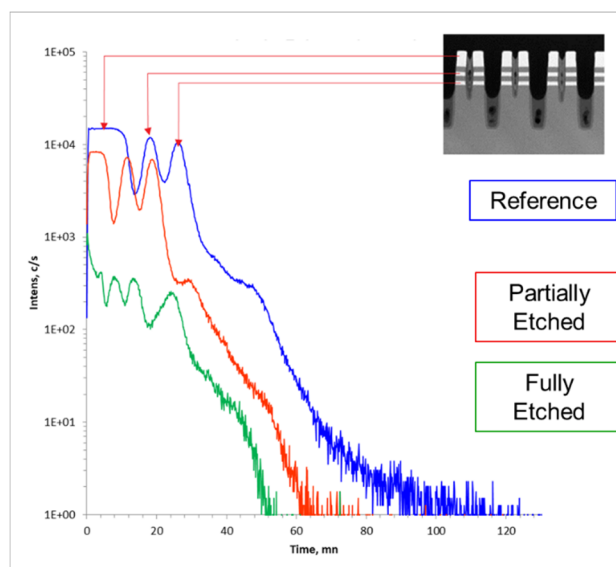 1E+05
1E+04
1E+03
1E+02
1E+01
1E+00
Intens, c/s
0
20
40
60
80
100
120
Time, mn
Reference
Partially
Etched
Fully
Etched